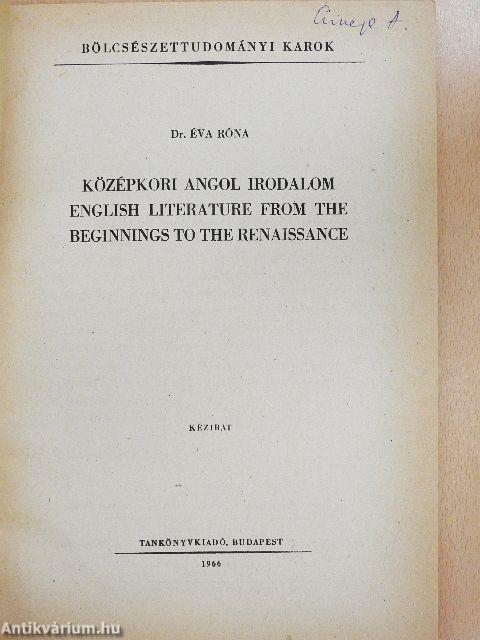 A.
BÖLCSÉSZETTUDOMÁNYI KAROK
Dr. ÉVA RÓNA
KÖZÉPKORI ANGOL IRODALOM
ENGLISH LITERATURE FROM THE
BEGINNINGS TO THE RENAISSANCE
KÉZIRAT
TANKÖNYVKIADÓ, BUDAPEST
1966
Antikvárium.hu